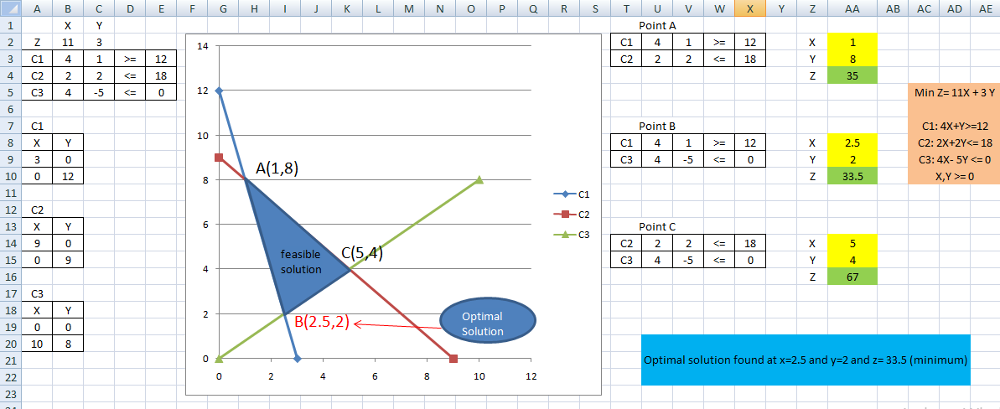 A B C D E F G H I J K L M N O P Q R S T U V W X Y Z AA AB AC AD AE
1 X Y Point A
2 Z 11 3 C1 4 1 >= 12 X 1
3 C1 4 1 >= 12 C2 2 2 <= 18 Y 8
4 C2 2 2 <= 18 Z 35
5 C3 4 -5 <= 0 Min Z= 11X + 3 Y
6
7 C1 Point B C1: 4X+Y>=12
8 X Y C1 4 1 >= 12 X 2.5 C2: 2X+2Y<= 18
9 3 0 C3 4 -5 <= 0 Y 2 C3: 4X- 5Y <= 0
10 0 12 Z 33.5 X,Y >= 0
11
12 C2
13 X Y Point C
14 9 0 C2 2 2 <= 18 X 5
15 0 9 C3 4 -5 <= 0 Y 4
16 Z 67
17 C3
18 X Y
19 0 0
20 10 8
21 Optimal solution found at x=2.5 and y=2 and z= 33.5 (minimum)
22
23
14
12
10
8
6
4
2
0
0 2 4 6 8 10 12
A(1,8)
C1
C2
C3
feasible
solution
C(5,4)
B(2.5,2)
Optimal
Solution